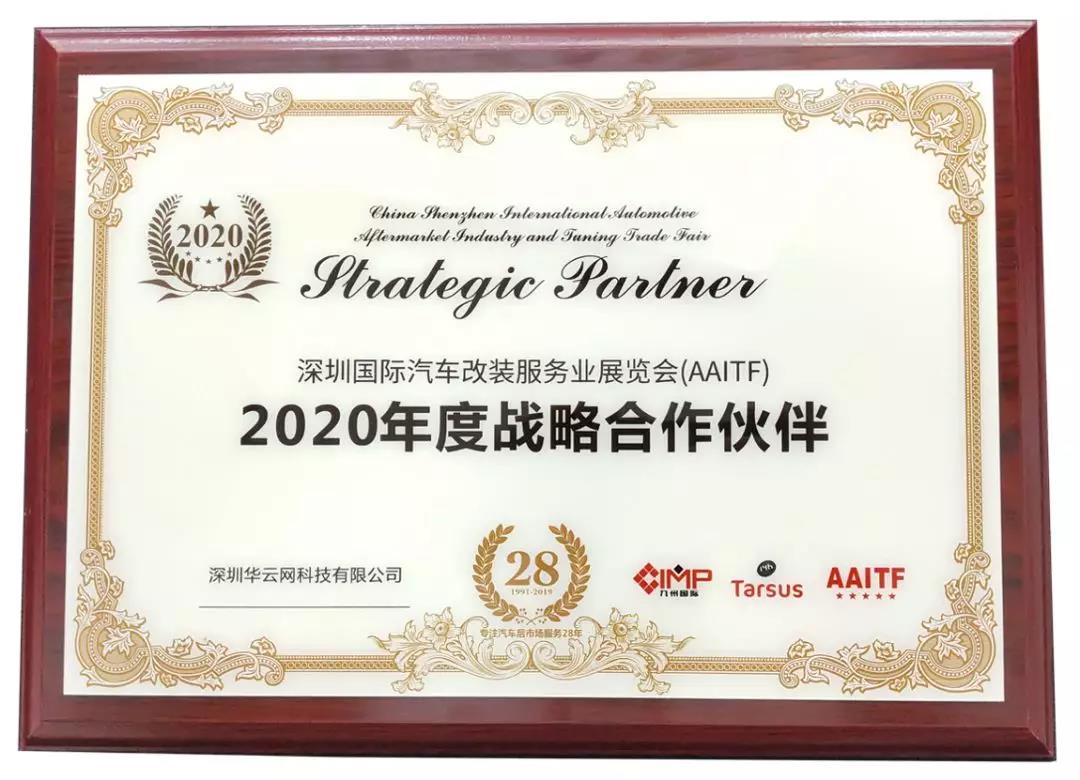 2020
China Shenzhen International Automotive
Aftermarket Industry and Tuning Trade Fair
Strategic Partner
深圳国际汽车改装服务业展览会(AAITF)
2020年度战略合作伙伴
深圳华云网科技有限公司
28
1991-2019
专注汽车后市场服务28年
CIMP
九州国际
Tarsus
AAITF